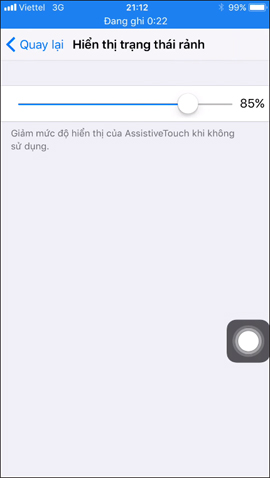 Viettel 3G 21:12 99%
Đang ghi 0:22
Quay lại Hiển thị trạng thái rảnh
85%
Giảm mức độ hiển thị của AssistiveTouch khi không
sử dụng.